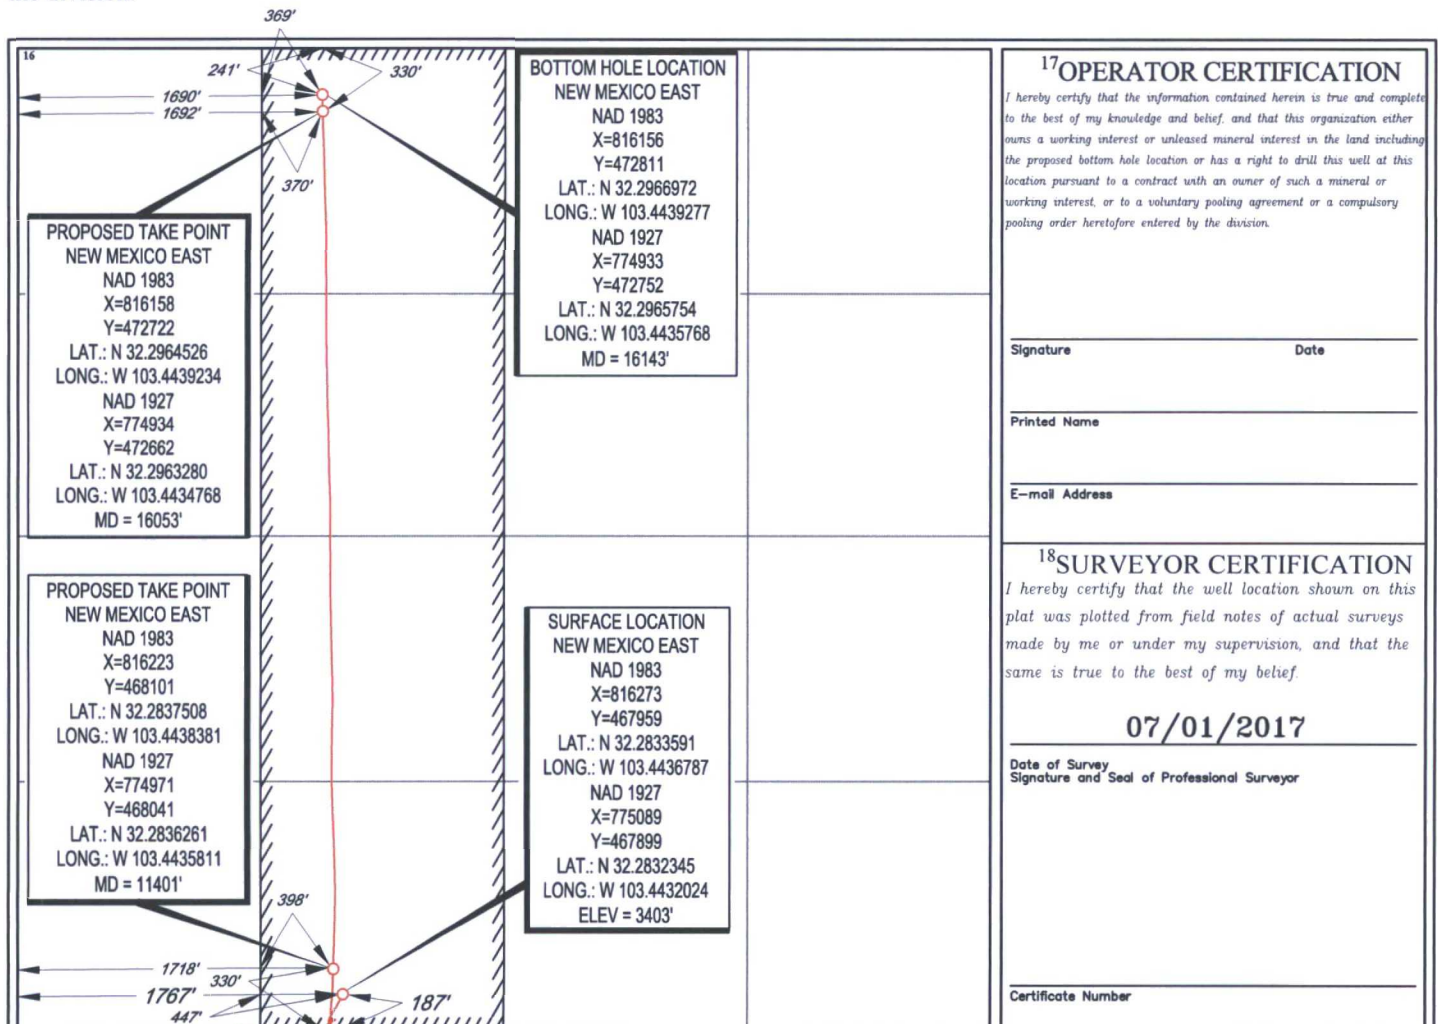 369'
16
241'
330'
1690'
1692'
370'
BOTTOM HOLE LOCATION
NEW MEXICO EAST
NAD 1983
X=816156
Y=472811
LAT.: N 32.2966972
LONG.: W 103.4439277
NAD 1927
X=774933
Y=472752
LAT.: N 32.2965754
LONG.: W 103.4435768
MD = 16143'
PROPOSED TAKE POINT
NEW MEXICO EAST
NAD 1983
X=816158
Y=472722
LAT.: N 32.2964526
LONG.: W 103.4439234
NAD 1927
X=774934
Y=472662
LAT.: N 32.2963280
LONG.: W 103.4434768
MD = 16053'
PROPOSED TAKE POINT
NEW MEXICO EAST
NAD 1983
X=816223
Y=468101
LAT.: N 32.2837508
LONG.: W 103.4438381
NAD 1927
X=774971
Y=468041
LAT.: N 32.2836261
LONG.: W 103.4435811
MD = 11401'
SURFACE LOCATION
NEW MEXICO EAST
NAD 1983
X=816273
Y=467959
LAT.: N 32.2833591
LONG.: W 103.4436787
NAD 1927
X=775089
Y=467899
LAT.: N 32.2832345
LONG.: W 103.4432024
ELEV = 3403'
398'
1718'
330'
1767'
187'
447'
17 OPERATOR CERTIFICATION
I hereby certify that the information contained herein is true and complete
to the best of my knowledge and belief, and that this organization either
owns a working interest or unleased mineral interest in the land including
the proposed bottom hole location or has a right to drill this well at this
location pursuant to a contract with an owner of such a mineral or
working interest, or to a voluntary pooling agreement or a compulsory
pooling order heretofore entered by the division.
Signature Date
Printed Name
E-mail Address
18 SURVEYOR CERTIFICATION
I hereby certify that the well location shown on this
plat was plotted from field notes of actual surveys
made by me or under my supervision, and that the
same is true to the best of my belief.
07/01/2017
Date of Survey
Signature and Seal of Professional Surveyor
Certificate Number